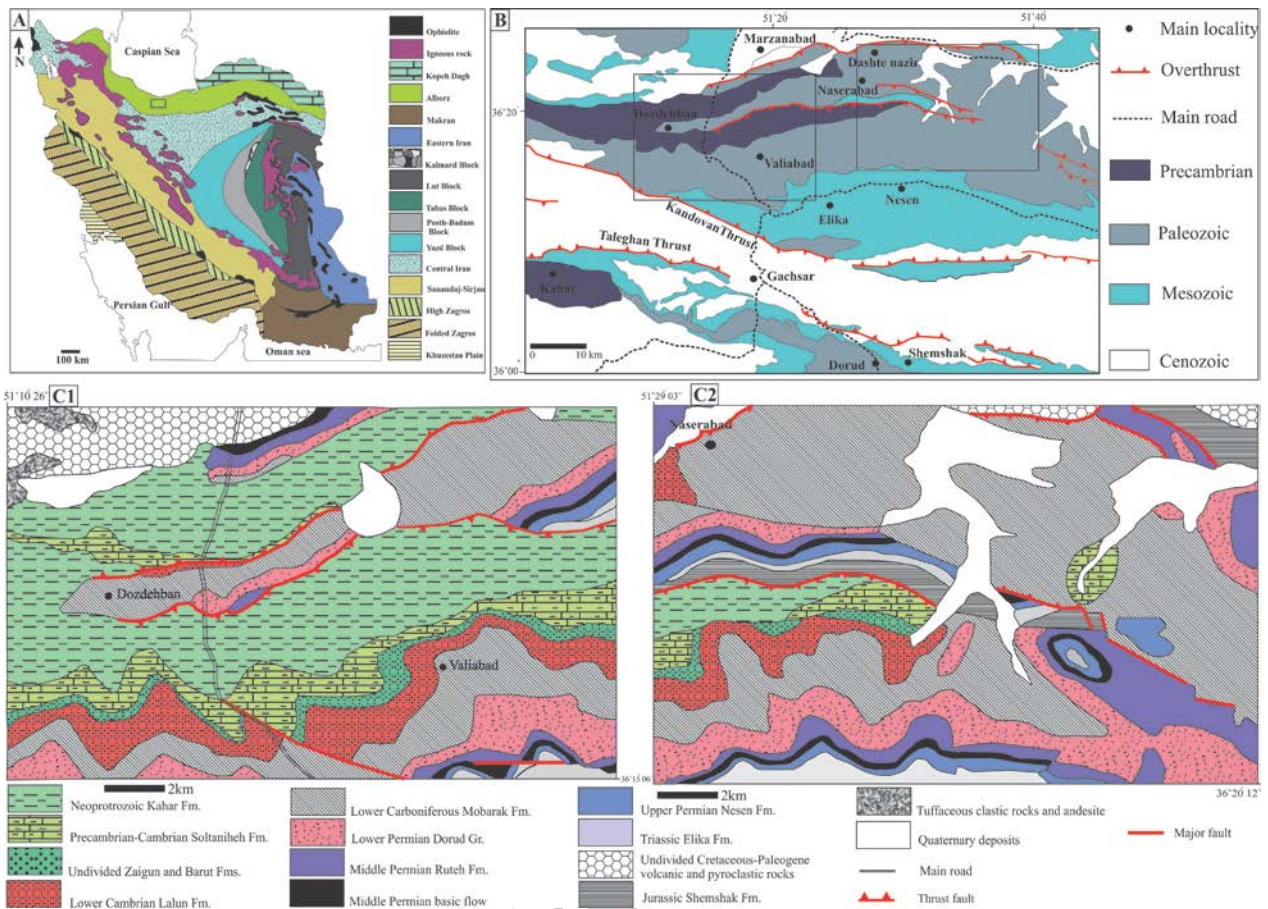 A
N
Caspian Sea
Persian Gulf
Oman sea
100 km
Ophiolite
Igneous rock
Kopeh Dagh
Alborz
Makran
Eastern Iran
Kalmard Block
Lut Block
Tabas Block
Posth-Badam
Block
Yazd Block
Central Iran
Sanandaj-Sirjan
High Zagros
Folded Zagros
Khuzestan Plain
B
51°20
51°40
36°20
36°00
Marzanabad
Dashte nazir
Naserabad
Dozdehban
Valiabad
Nesen
Elika
Kandovan Thrust
Taleghan Thrust
Gachsar
Kahar
Shemshak
Dorud
0 10 km
Main locality
Overthrust
Main road
Precambrian
Paleozoic
Mesozoic
Cenozoic
C1
51°10 26"
Dozdehban
Valiabad
36°15 06
2km
C2
51°29 03"
Naserabad
36°20 12"
2km
Neoprotrozoic Kahar Fm.
Precambrian-Cambrian Soltanieh Fm.
Undivided Zaigun and Barut Fms.
Lower Cambrian Lalun Fm.
Lower Carboniferous Mobarak Fm.
Lower Permian Dorud Gr.
Middle Permian Ruteh Fm.
Middle Permian basic flow
Upper Permian Nesen Fm.
Triassic Elika Fm.
Undivided Cretaceous-Paleogene
volcanic and pyroclastic rocks
Jurassic Shemshak Fm.
Tuffaceous clastic rocks and andesite
Quaternary deposits
Main road
Thrust fault
Major fault